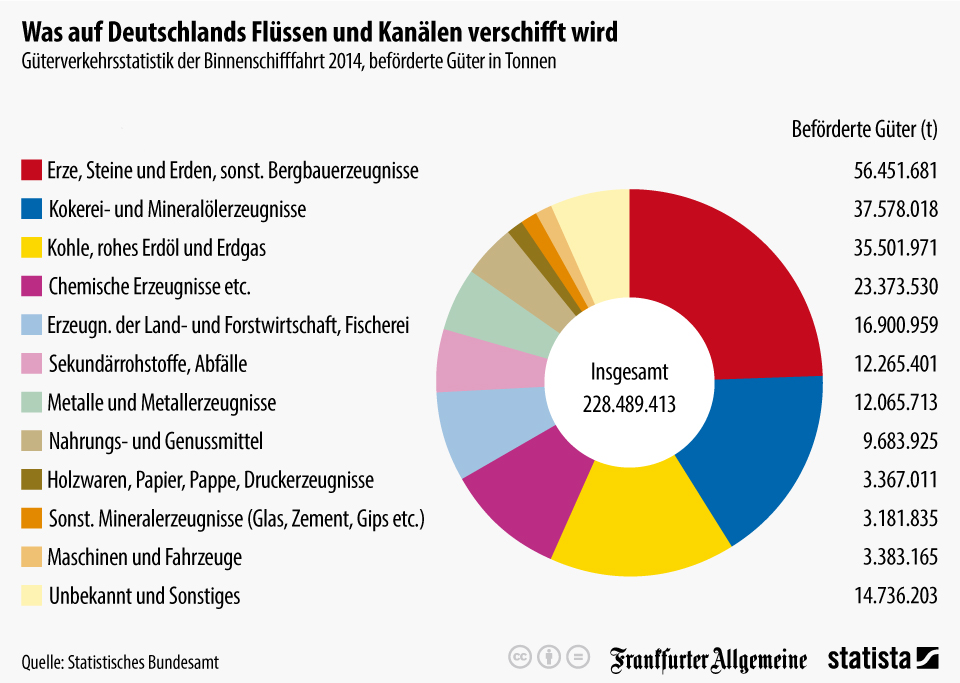 Was auf Deutschlands Flüssen und Kanälen verschifft wird
Güterverkehrsstatistik der Binnenschifffahrt 2014, beförderte Güter in Tonnen
Beförderte Güter (t)
Erze, Steine und Erden, sonst. Bergbauerzeugnisse 56.451.681
Kokerei- und Mineralölerzeugnisse 37.578.018
Kohle, rohes Erdöl und Erdgas 35.501.971
Chemische Erzeugnisse etc. 23.373.530
Erzeugn. der Land- und Forstwirtschaft, Fischerei 16.900.959
Sekundärrohstoffe, Abfälle 12.265.401
Metalle und Metallerzeugnisse 12.065.713
Nahrungs- und Genussmittel 9.683.925
Holzwaren, Papier, Pappe, Druckerzeugnisse 3.367.011
Sonst. Mineralerzeugnisse (Glas, Zement, Gips etc.) 3.181.835
Maschinen und Fahrzeuge 3.383.165
Unbekannt und Sonstiges 14.736.203
Insgesamt
228.489.413
Quelle: Statistisches Bundesamt
cc
Frankfurter Allgemeine
statista